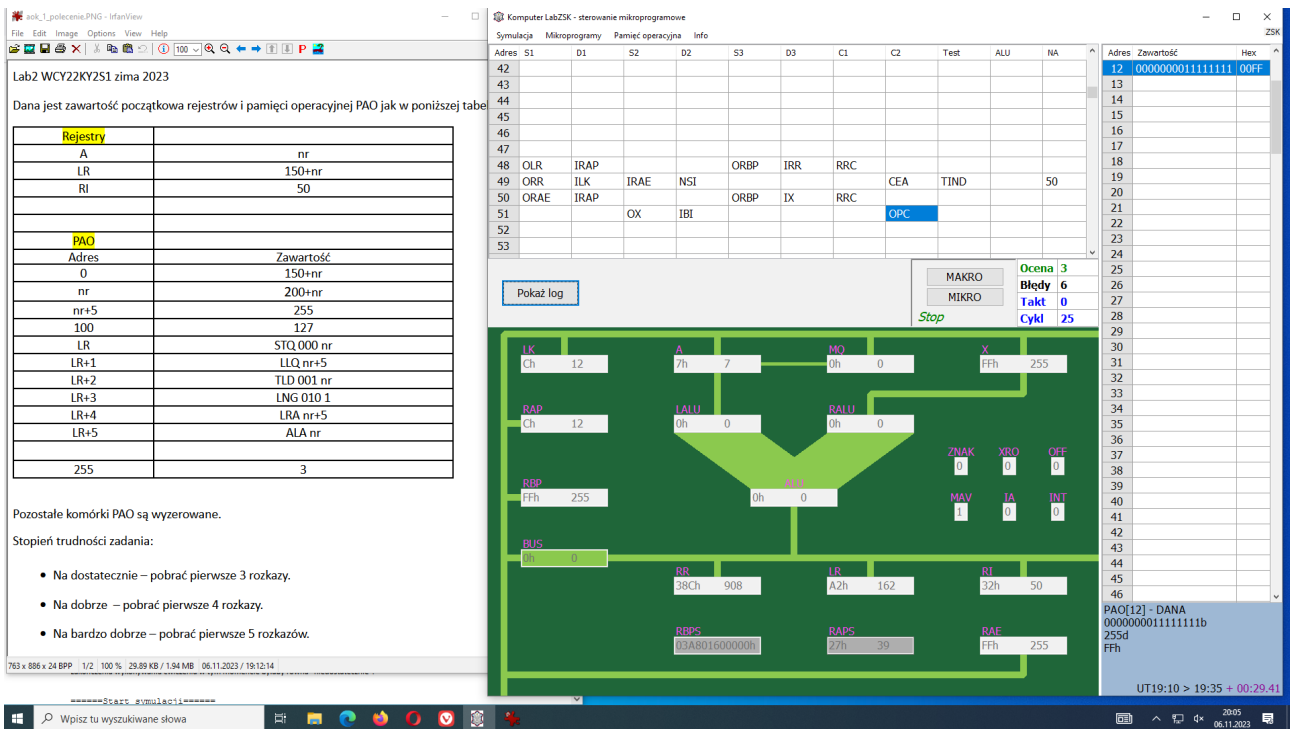 aok_1_polecenie.PNG - IrfanView
File Edit Image Options View Help
100
Lab2 WCY22KY2S1 zima 2023
Dana jest zawartość początkowa rejestrów i pamięci operacyjnej PAO jak w poniższej tabe
Rejestry
A nr
LR 150+nr
RI 50
PAO
Adres Zawartość
0 150+nr
nr 200+nr
nr+5 255
100 127
LR STQ 000 nr
LR+1 LLQ nr+5
LR+2 TLD 001 nr
LR+3 LNG 010 1
LR+4 LRA nr+5
LR+5 ALA nr
255 3
Pozostałe komórki PAO są wyzerowane.
Stopień trudności zadania:
• Na dostatecznie – pobrać pierwsze 3 rozkazy.
• Na dobrze – pobrać pierwsze 4 rozkazy.
• Na bardzo dobrze – pobrać pierwsze 5 rozkazów.
763 x 886 x 24 BPP 1/2 100 % 29.89 KB / 1.94 MB 06.11.2023 / 19:12:14
======Start symulacji======
Komputer LabZSK - sterowanie mikroprogramowe
Symulacja Mikroprogramy Pamięć operacyjna Info
ZSK
Adres S1 D1 S2 D2 S3 D3 C1 C2 Test ALU NA
42
43
44
45
46
47
48 OLR IRAP ORBP IRR RRC
49 ORR ILK IRAE NSI CEA TIND 50
50 ORAE IRAP ORBP IX RRC
51 OX IBI OPC
52
53
Pokaż log
MAKRO
MIKRO
Stop
Ocena 3
Błędy 6
Takt 0
Cykl 25
LK
Ch 12
A
7h 7
MQ
0h 0
X
FFh 255
RAP
Ch 12
LALU
0h 0
RALU
0h 0
ZNAK XRO OFF
0 0 0
RBP
FFh 255
ALU
0h 0
MAV IA INT
1 0 0
BUS
0h 0
RR
38Ch 908
LR
A2h 162
RI
32h 50
RBPS
03A801600000h
RAPS
27h 39
RAE
FFh 255
Adres Zawartość Hex
12 0000000011111111 00FF
13
14
15
16
17
18
19
20
21
22
23
24
25
26
27
28
29
30
31
32
33
34
35
36
37
38
39
40
41
42
43
44
45
46
PAO[12] - DANA
0000000011111111b
255d
FFh
UT19:10 > 19:35 + 00:29.41
Wpisz tu wyszukiwane słowa
20:05
06.11.2023